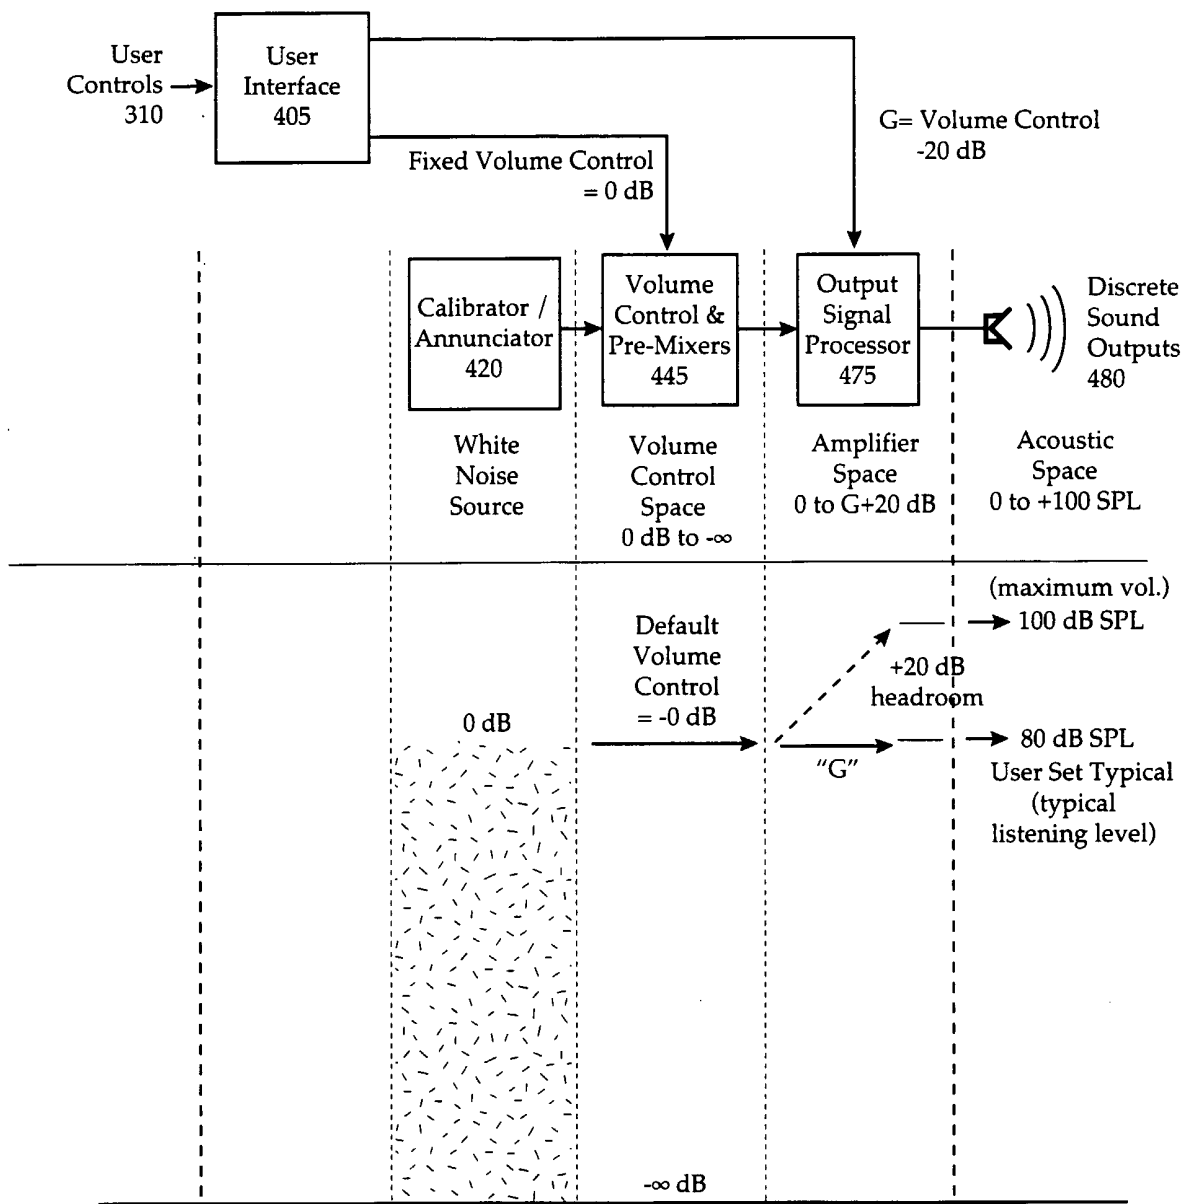 User
Controls
310
User
Interface
405
G= Volume Control
-20 dB
Fixed Volume Control
= 0 dB
Calibrator /
Annunciator
420
Volume
Control &
Pre-Mixers
445
Output
Signal
Processor
475
Discrete
Sound
Outputs
480
White
Noise
Source
Volume
Control
Space
0 dB to -∞
Amplifier
Space
0 to G+20 dB
Acoustic
Space
0 to +100 SPL
(maximum vol.)
100 dB SPL
Default
Volume
Control
= -0 dB
+20 dB
headroom
0 dB
"G"
80 dB SPL
User Set Typical
(typical
listening level)
-∞ dB